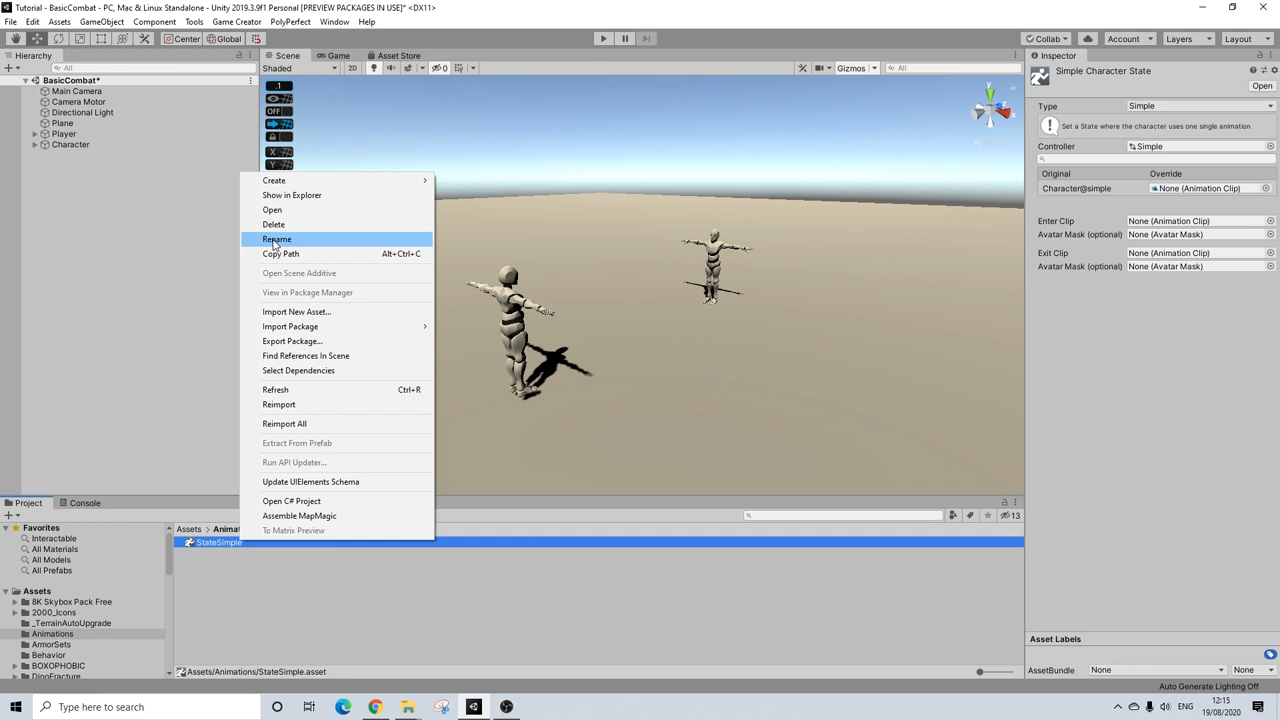 Tutorial - BasicCombat - PC, Mac & Linux Standalone - Unity 2019.3.9f1 Personal [PREVIEW PACKAGES IN USE]* <DX11>
File Edit Assets GameObject Component Tools Game Creator PolyPerfect Window Help
Center Global Collab Account Layers Layout
Hierarchy
All
BasicCombat*
Main Camera
Camera Motor
Directional Light
Plane
Player
Character
Scene Game Asset Store
Shaded 2D 0 Gizmos All
.1
OFF
X
Y
Create
Show in Explorer
Open
Delete
Rename
Copy Path Alt+Ctrl+C
Open Scene Additive
View in Package Manager
Import New Asset...
Import Package
Export Package...
Find References In Scene
Select Dependencies
Refresh Ctrl+R
Reimport
Reimport All
Extract From Prefab
Run API Updater...
Update UIElements Schema
Open C# Project
Assemble MapMagic
To Matrix Preview
Inspector
Simple Character State
Open
Type Simple
Set a State where the character uses one single animation
Controller Simple
Original Override
Character@simple None (Animation Clip)
Enter Clip None (Animation Clip)
Avatar Mask (optional) None (Avatar Mask)
Exit Clip None (Animation Clip)
Avatar Mask (optional) None (Avatar Mask)
Asset Labels
AssetBundle None None
Auto Generate Lighting Off
Project Console
13
Favorites
Interactable
All Materials
All Models
All Prefabs
Assets
8K Skybox Pack Free
2000_Icons
_TerrainAutoUpgrade
Animations
ArmorSets
Behavior
BOXOPHOBIC
DinoFracture
Assets > Animat
StateSimple
Assets/Animations/StateSimple.asset
Type here to search
12:15
19/08/2020